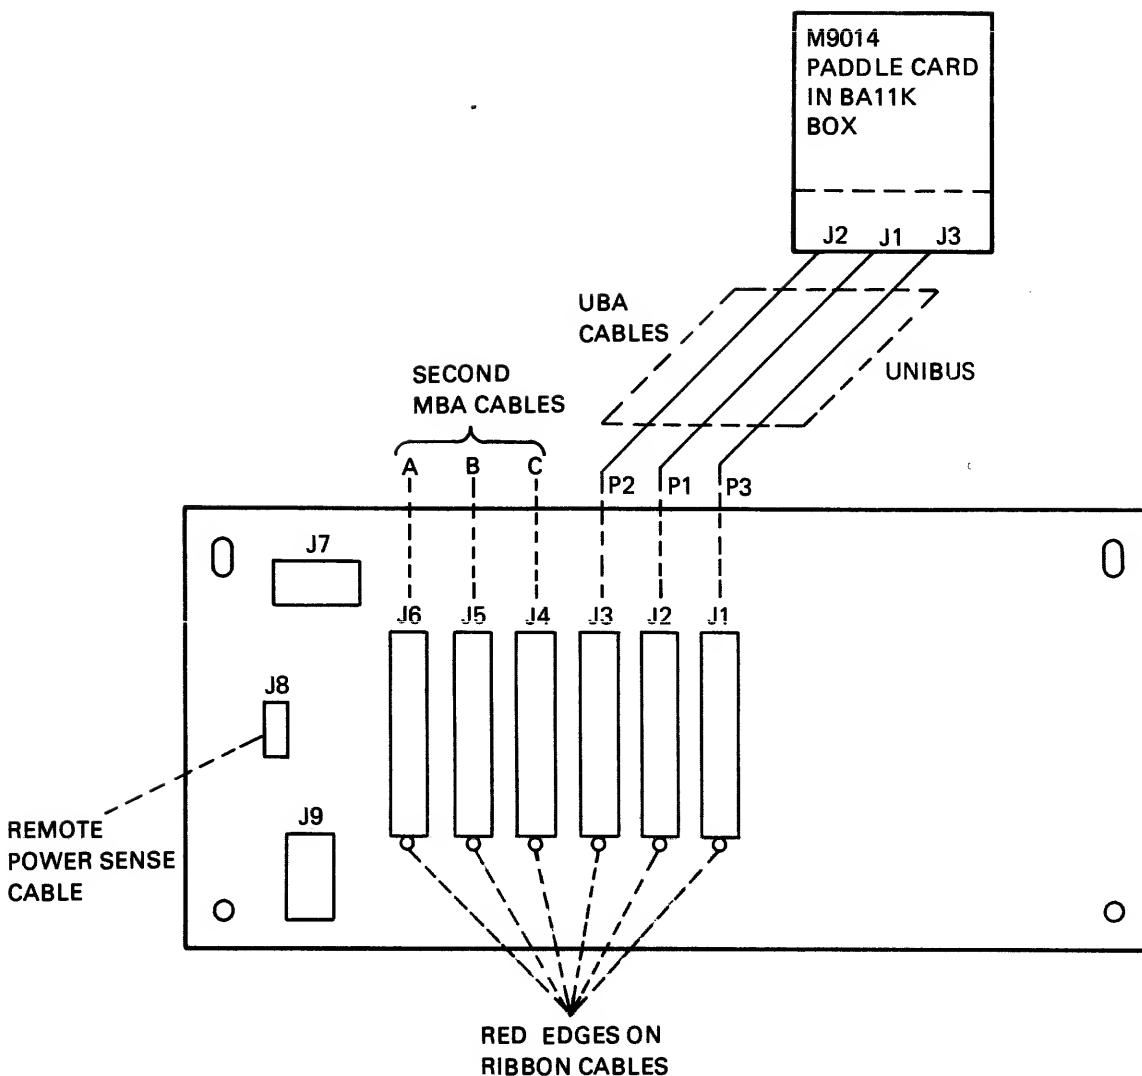 M9014
PADDLE CARD
IN BA11K
BOX
J2 J1 J3
UBA
CABLES
UNIBUS
SECOND
MBA CABLES
A B C
P2 P1 P3
J7
J6 J5 J4 J3 J2 J1
J8
REMOTE
POWER SENSE
CABLE
J9
RED EDGES ON
RIBBON CABLES